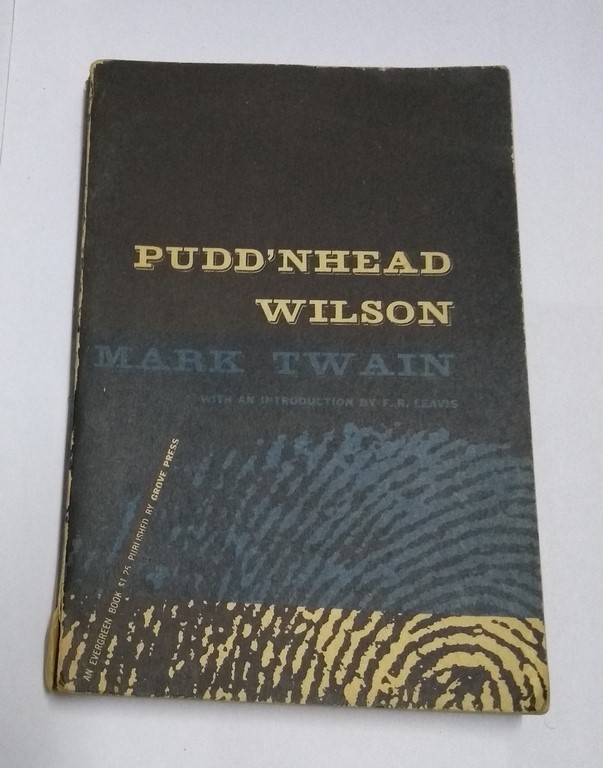 PUDD'NHEAD
WILSON
MARK TWAIN
WITH AN INTRODUCTION BY F. R. LEAVIS
AN EVERGREEN BOOK $1.25 PUBLISHED BY GROVE PRESS